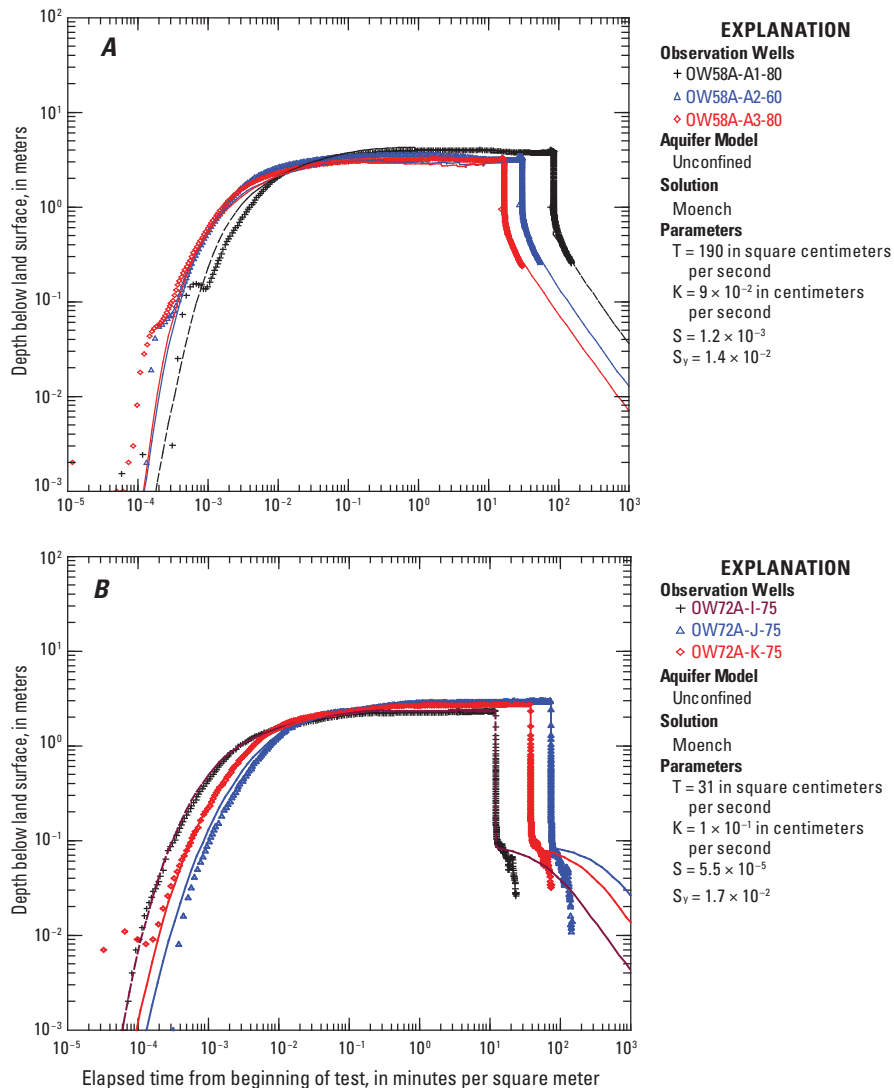 A
10²
10¹
10⁰
10⁻¹
10⁻²
10⁻³
Depth below land surface, in meters
10⁻⁵ 10⁻⁴ 10⁻³ 10⁻² 10⁻¹ 10⁰ 10¹ 10² 10³
EXPLANATION
Observation Wells
OW58A-A1-80
OW58A-A2-60
OW58A-A3-80
Aquifer Model
Unconfined
Solution
Moench
Parameters
T = 190 in square centimeters
per second
K = 9 × 10⁻² in centimeters
per second
S = 1.2 × 10⁻³
Sᵧ = 1.4 × 10⁻²
B
10²
10¹
10⁰
10⁻¹
10⁻²
10⁻³
Depth below land surface, in meters
10⁻⁵ 10⁻⁴ 10⁻³ 10⁻² 10⁻¹ 10⁰ 10¹ 10² 10³
Elapsed time from beginning of test, in minutes per square meter
EXPLANATION
Observation Wells
OW72A-I-75
OW72A-J-75
OW72A-K-75
Aquifer Model
Unconfined
Solution
Moench
Parameters
T = 31 in square centimeters
per second
K = 1 × 10⁻¹ in centimeters
per second
S = 5.5 × 10⁻⁵
Sᵧ = 1.7 × 10⁻²